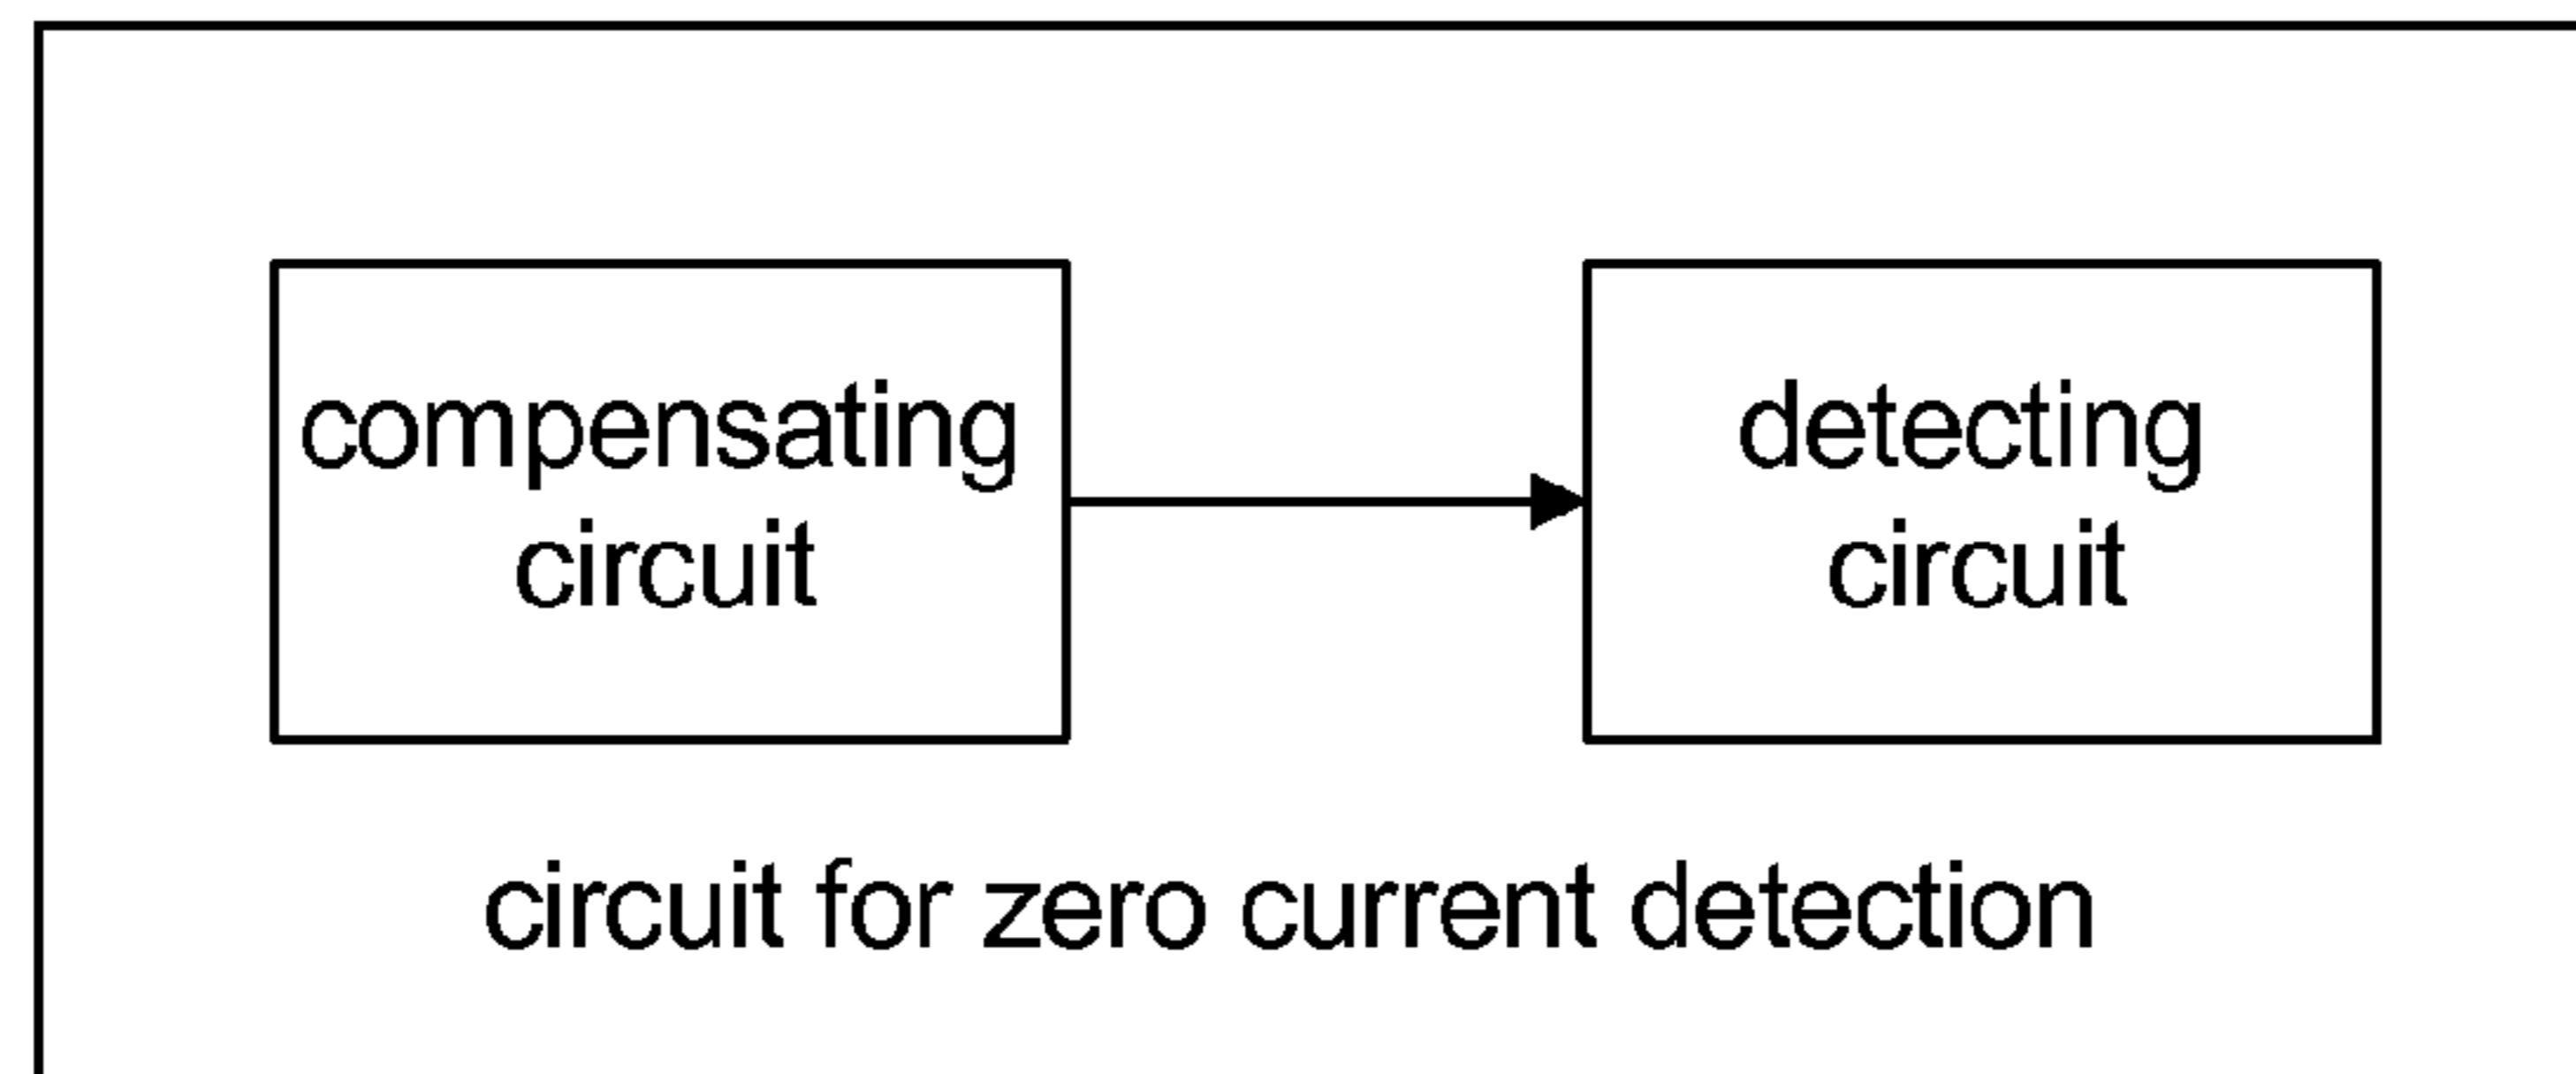 compensating
circuit
detecting
circuit
circuit for zero current detection